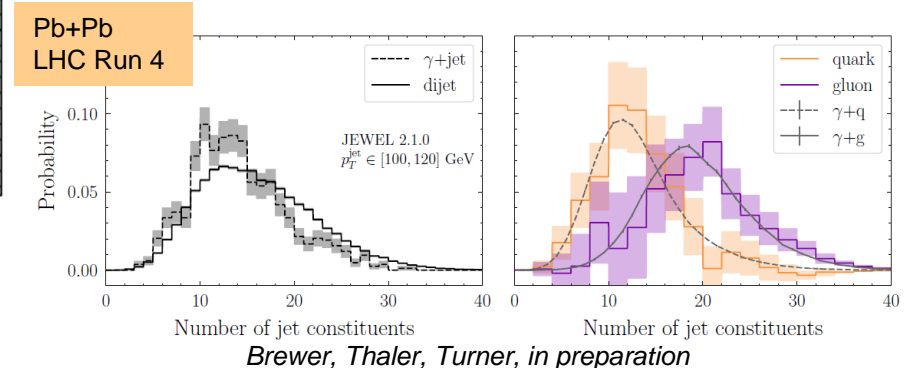 Pb+Pb
LHC Run 4
γ+jet
dijet
quark
gluon
γ+q
γ+g
JEWEL 2.1.0
p_T^jet ∈ [100, 120] GeV
Probability
0.10
0.05
0.00
0 10 20 30 40
0 10 20 30 40
Number of jet constituents
Number of jet constituents
Brewer, Thaler, Turner, in preparation